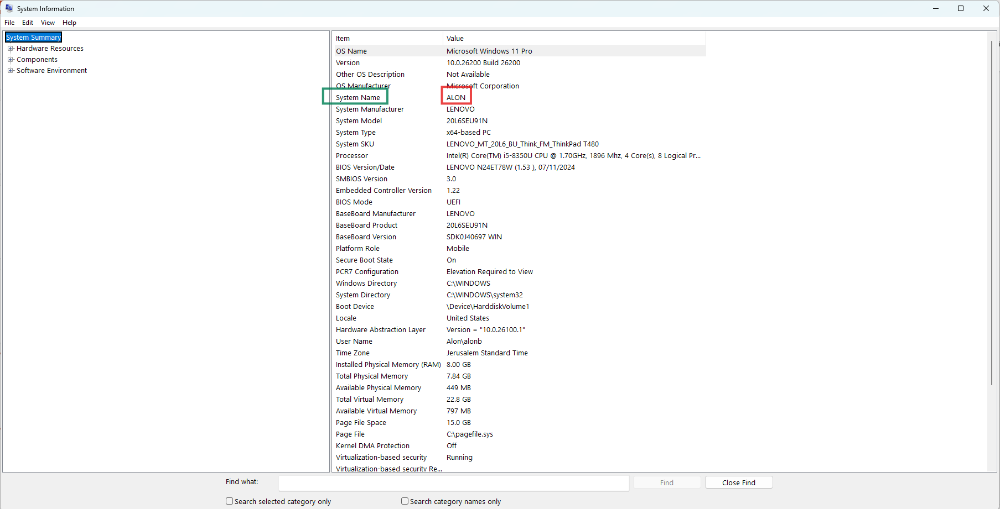 System Information
File Edit View Help
System Summary
Hardware Resources
Components
Software Environment
Item Value
OS Name Microsoft Windows 11 Pro
Version 10.0.26200 Build 26200
Other OS Description Not Available
OS Manufacturer Microsoft Corporation
System Name ALON
System Manufacturer LENOVO
System Model 20L6SEU91N
System Type x64-based PC
System SKU LENOVO_MT_20L6_BU_Think_FM_ThinkPad T480
Processor Intel(R) Core(TM) i5-8350U CPU @ 1.70GHz, 1896 Mhz, 4 Core(s), 8 Logical Pr...
BIOS Version/Date LENOVO N24ET78W (1.53 ), 07/11/2024
SMBIOS Version 3.0
Embedded Controller Version 1.22
BIOS Mode UEFI
BaseBoard Manufacturer LENOVO
BaseBoard Product 20L6SEU91N
BaseBoard Version SDK0J40697 WIN
Platform Role Mobile
Secure Boot State On
PCR7 Configuration Elevation Required to View
Windows Directory C:\WINDOWS
System Directory C:\WINDOWS\system32
Boot Device \Device\HarddiskVolume1
Locale United States
Hardware Abstraction Layer Version = "10.0.26100.1"
User Name Alon\alonb
Time Zone Jerusalem Standard Time
Installed Physical Memory (RAM) 8.00 GB
Total Physical Memory 7.84 GB
Available Physical Memory 449 MB
Total Virtual Memory 22.8 GB
Available Virtual Memory 797 MB
Page File Space 15.0 GB
Page File C:\pagefile.sys
Kernel DMA Protection Off
Virtualization-based security Running
Virtualization-based security Re...
Find what: Find Close Find
Search selected category only Search category names only